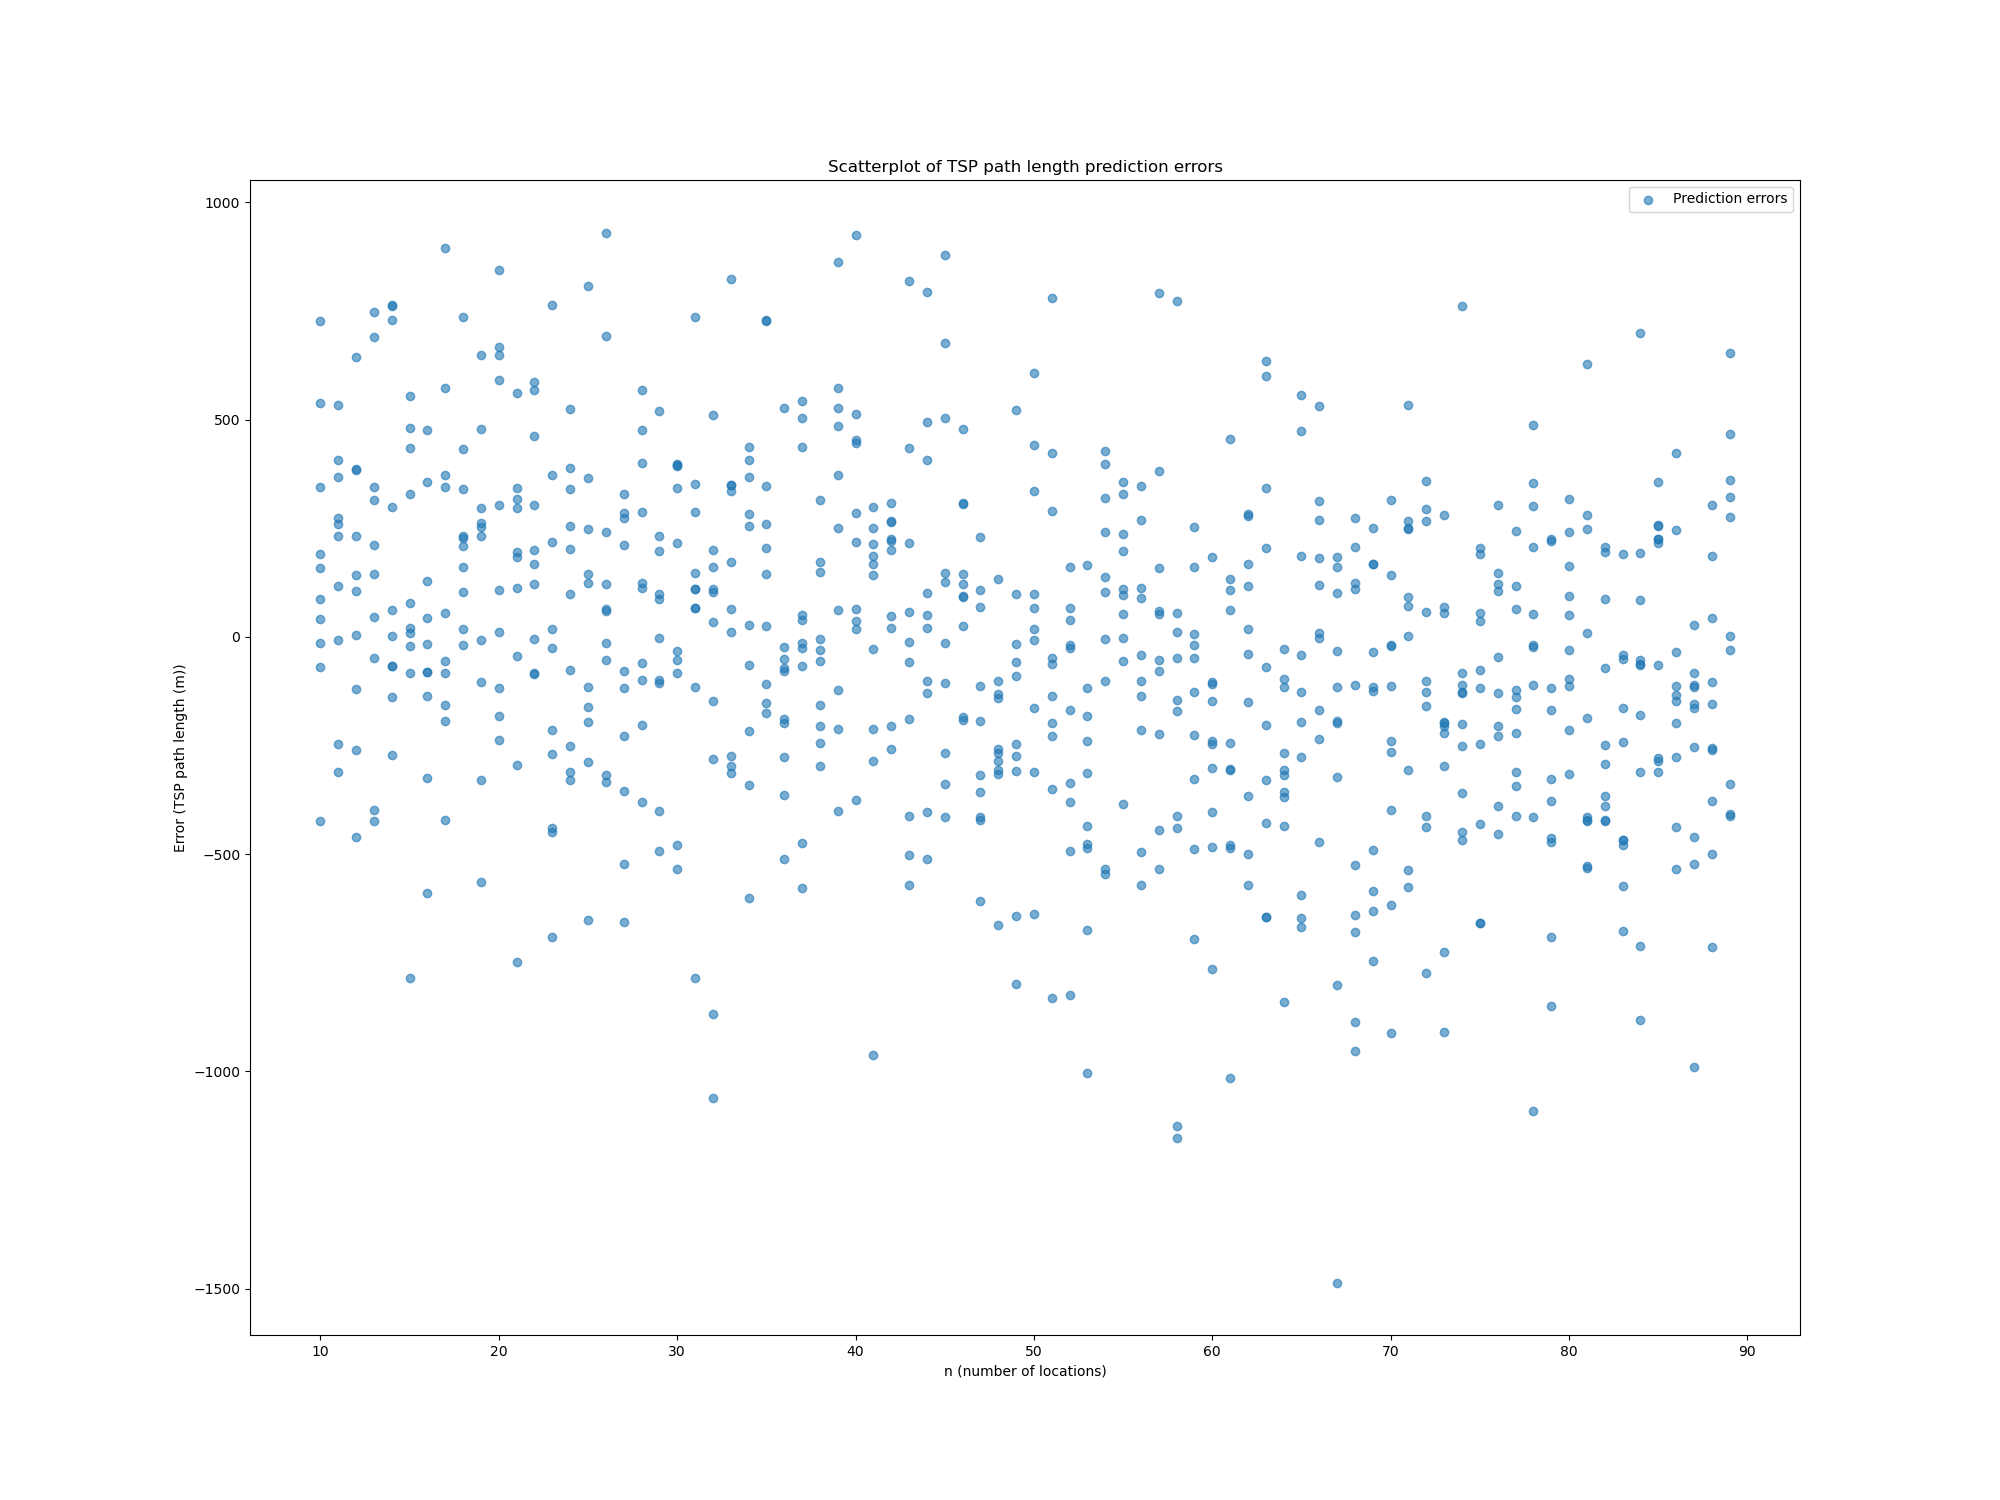 Scatterplot of TSP path length prediction errors
Prediction errors
1000
500
0
−500
−1000
−1500
Error (TSP path length (m))
10 20 30 40 50 60 70 80 90
n (number of locations)